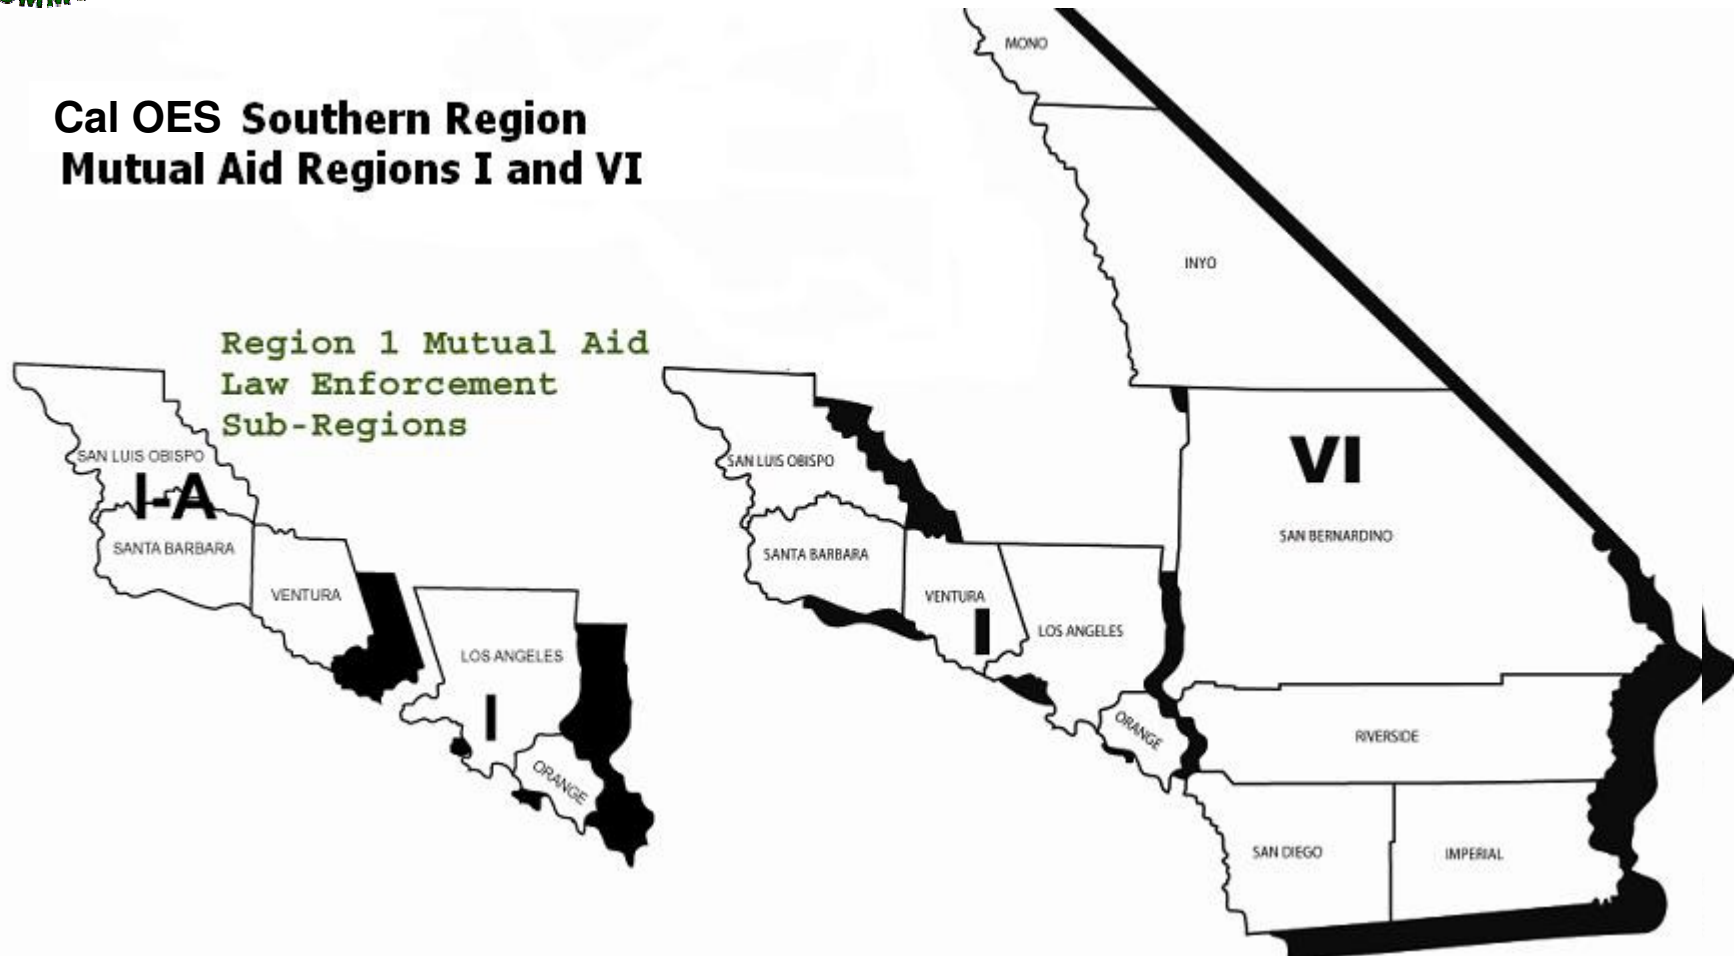 Cal OES Southern Region
Mutual Aid Regions I and VI
Region 1 Mutual Aid
Law Enforcement
Sub-Regions
SAN LUIS OBISPO
I-A
SANTA BARBARA
VENTURA
LOS ANGELES
I
ORANGE
MONO
INYO
VI
SAN BERNARDINO
SAN LUIS OBISPO
SANTA BARBARA
VENTURA
I
LOS ANGELES
ORANGE
RIVERSIDE
SAN DIEGO
IMPERIAL